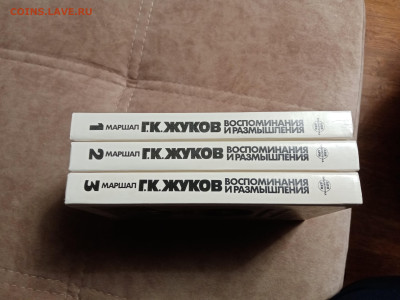 COINS.LAVE.RU
1 МАРШАЛ Г.К. ЖУКОВ ВОСПОМИНАНИЯ
И РАЗМЫШЛЕНИЯ
2 МАРШАЛ Г.К. ЖУКОВ ВОСПОМИНАНИЯ
И РАЗМЫШЛЕНИЯ
3 МАРШАЛ Г.К. ЖУКОВ ВОСПОМИНАНИЯ
И РАЗМЫШЛЕНИЯ